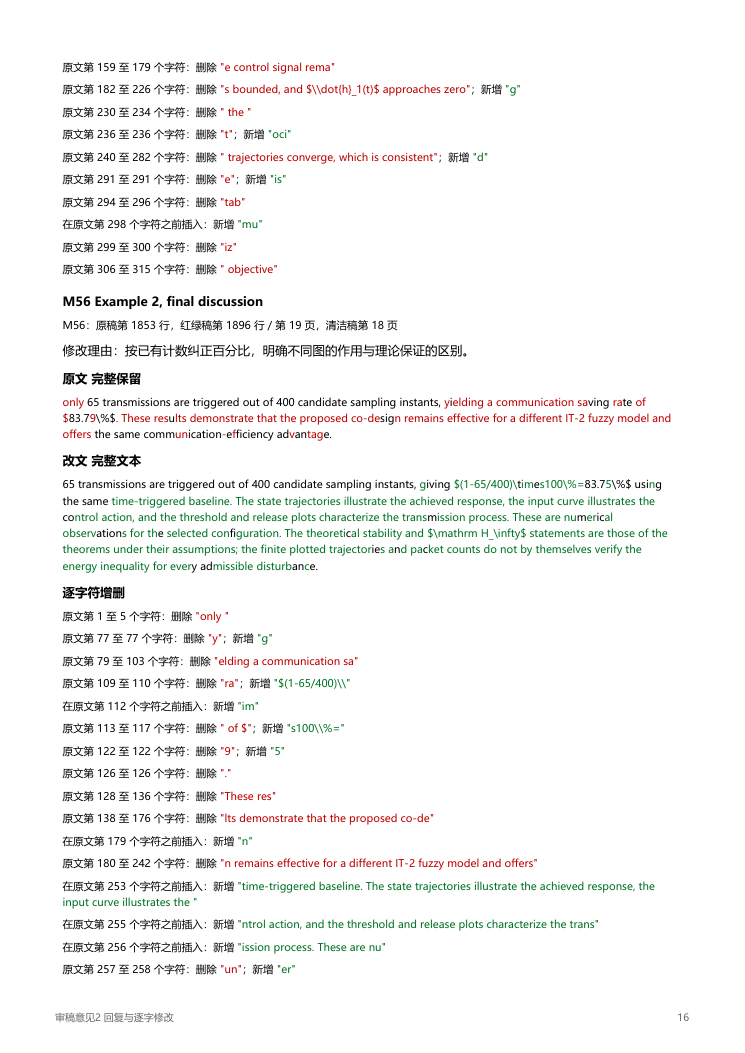 原文第 159 至 179 个字符：删除 "e control signal rema"
原文第 182 至 226 个字符：删除 "s bounded, and $\\dot{h}_1(t)$ approaches zero"；新增 "g"
原文第 230 至 234 个字符：删除 " the "
原文第 236 至 236 个字符：删除 "t"；新增 "oci"
原文第 240 至 282 个字符：删除 " trajectories converge, which is consistent"；新增 "d"
原文第 291 至 291 个字符：删除 "e"；新增 "is"
原文第 294 至 296 个字符：删除 "tab"
在原文第 298 个字符之前插入：新增 "mu"
原文第 299 至 300 个字符：删除 "iz"
原文第 306 至 315 个字符：删除 " objective"
M56 Example 2, final discussion
M56：原稿第 1853 行，红绿稿第 1896 行 / 第 19 页，清洁稿第 18 页
修改理由：按已有计数纠正百分比，明确不同图的作用与理论保证的区别。
原文 完整保留
only 65 transmissions are triggered out of 400 candidate sampling instants, yielding a communication saving rate of
$83.79\%$. These results demonstrate that the proposed co-design remains effective for a different IT-2 fuzzy model and
offers the same communication-efficiency advantage.
改文 完整文本
65 transmissions are triggered out of 400 candidate sampling instants, giving $(1-65/400)\times100\%=83.75\%$ using
the same time-triggered baseline. The state trajectories illustrate the achieved response, the input curve illustrates the
control action, and the threshold and release plots characterize the transmission process. These are numerical
observations for the selected configuration. The theoretical stability and $\mathrm H_\infty$ statements are those of the
theorems under their assumptions; the finite plotted trajectories and packet counts do not by themselves verify the
energy inequality for every admissible disturbance.
逐字符增删
原文第 1 至 5 个字符：删除 "only "
原文第 77 至 77 个字符：删除 "y"；新增 "g"
原文第 79 至 103 个字符：删除 "elding a communication sa"
原文第 109 至 110 个字符：删除 "ra"；新增 "$(1-65/400)\\"
在原文第 112 个字符之前插入：新增 "im"
原文第 113 至 117 个字符：删除 " of $"；新增 "s100\\%="
原文第 122 至 122 个字符：删除 "9"；新增 "5"
原文第 126 至 126 个字符：删除 "."
原文第 128 至 136 个字符：删除 "These res"
原文第 138 至 176 个字符：删除 "lts demonstrate that the proposed co-de"
在原文第 179 个字符之前插入：新增 "n"
原文第 180 至 242 个字符：删除 "n remains effective for a different IT-2 fuzzy model and offers"
在原文第 253 个字符之前插入：新增 "time-triggered baseline. The state trajectories illustrate the achieved response, the
input curve illustrates the "
在原文第 255 个字符之前插入：新增 "ntrol action, and the threshold and release plots characterize the trans"
在原文第 256 个字符之前插入：新增 "ission process. These are nu"
原文第 257 至 258 个字符：删除 "un"；新增 "er"
审稿意见2 回复与逐字修改
16